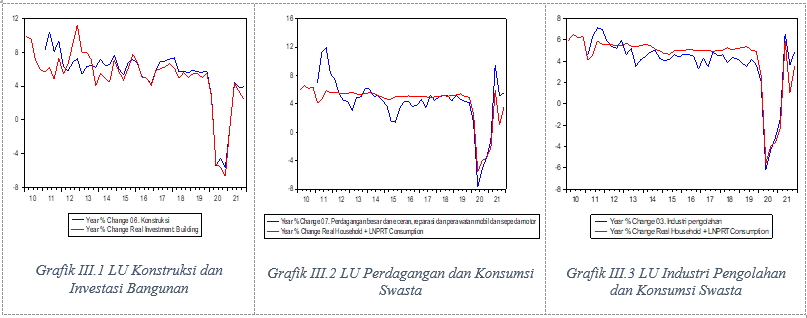 12
8
4
0
-4
-8
10 11 12 13 14 15 16 17 18 19 20 21
Year % Change 06. Konstruksi
Year % Change Real Investment: Building
Grafik III.1 LU Konstruksi dan
Investasi Bangunan
16
12
8
4
0
-4
-8
10 11 12 13 14 15 16 17 18 19 20 21
Year % Change 07. Perdagangan besar dan eceran, reparasi dan perawatan mobil dan sepeda motor
Year % Change Real Household + LNPRT Consumption
Grafik III.2 LU Perdagangan dan Konsumsi
Swasta
8
6
4
2
0
-2
-4
-6
-8
10 11 12 13 14 15 16 17 18 19 20 21
Year % Change 03. Industri pengolahan
Year % Change Real Household + LNPRT Consumption
Grafik III.3 LU Industri Pengolahan
dan Konsumsi Swasta